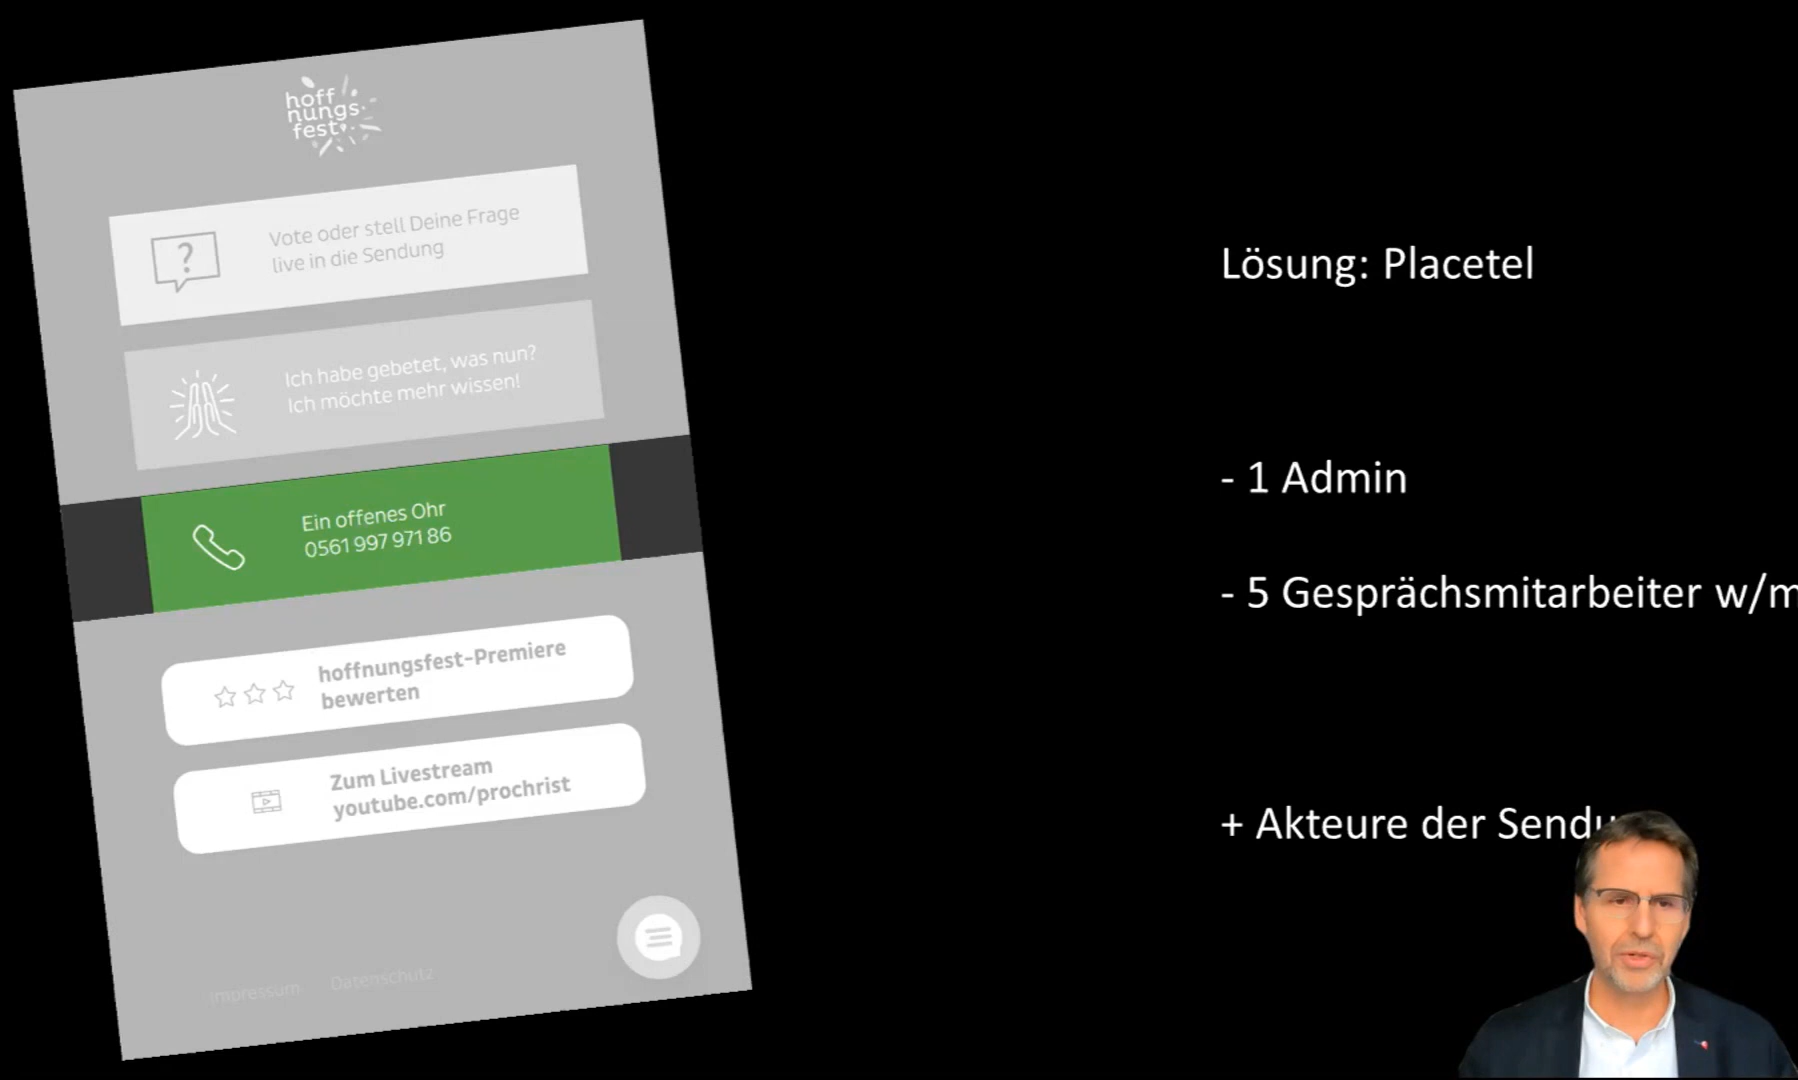 hoff
nungs
fest
?
Vote oder stell Deine Frage
live in die Sendung
Ich habe gebetet, was nun?
Ich möchte mehr wissen!
Ein offenes Ohr
0561 997 971 86
hoffnungsfest-Premiere
bewerten
Zum Livestream
youtube.com/prochrist
Impressum Datenschutz
Lösung: Placetel
- 1 Admin
- 5 Gesprächsmitarbeiter w/m
+ Akteure der